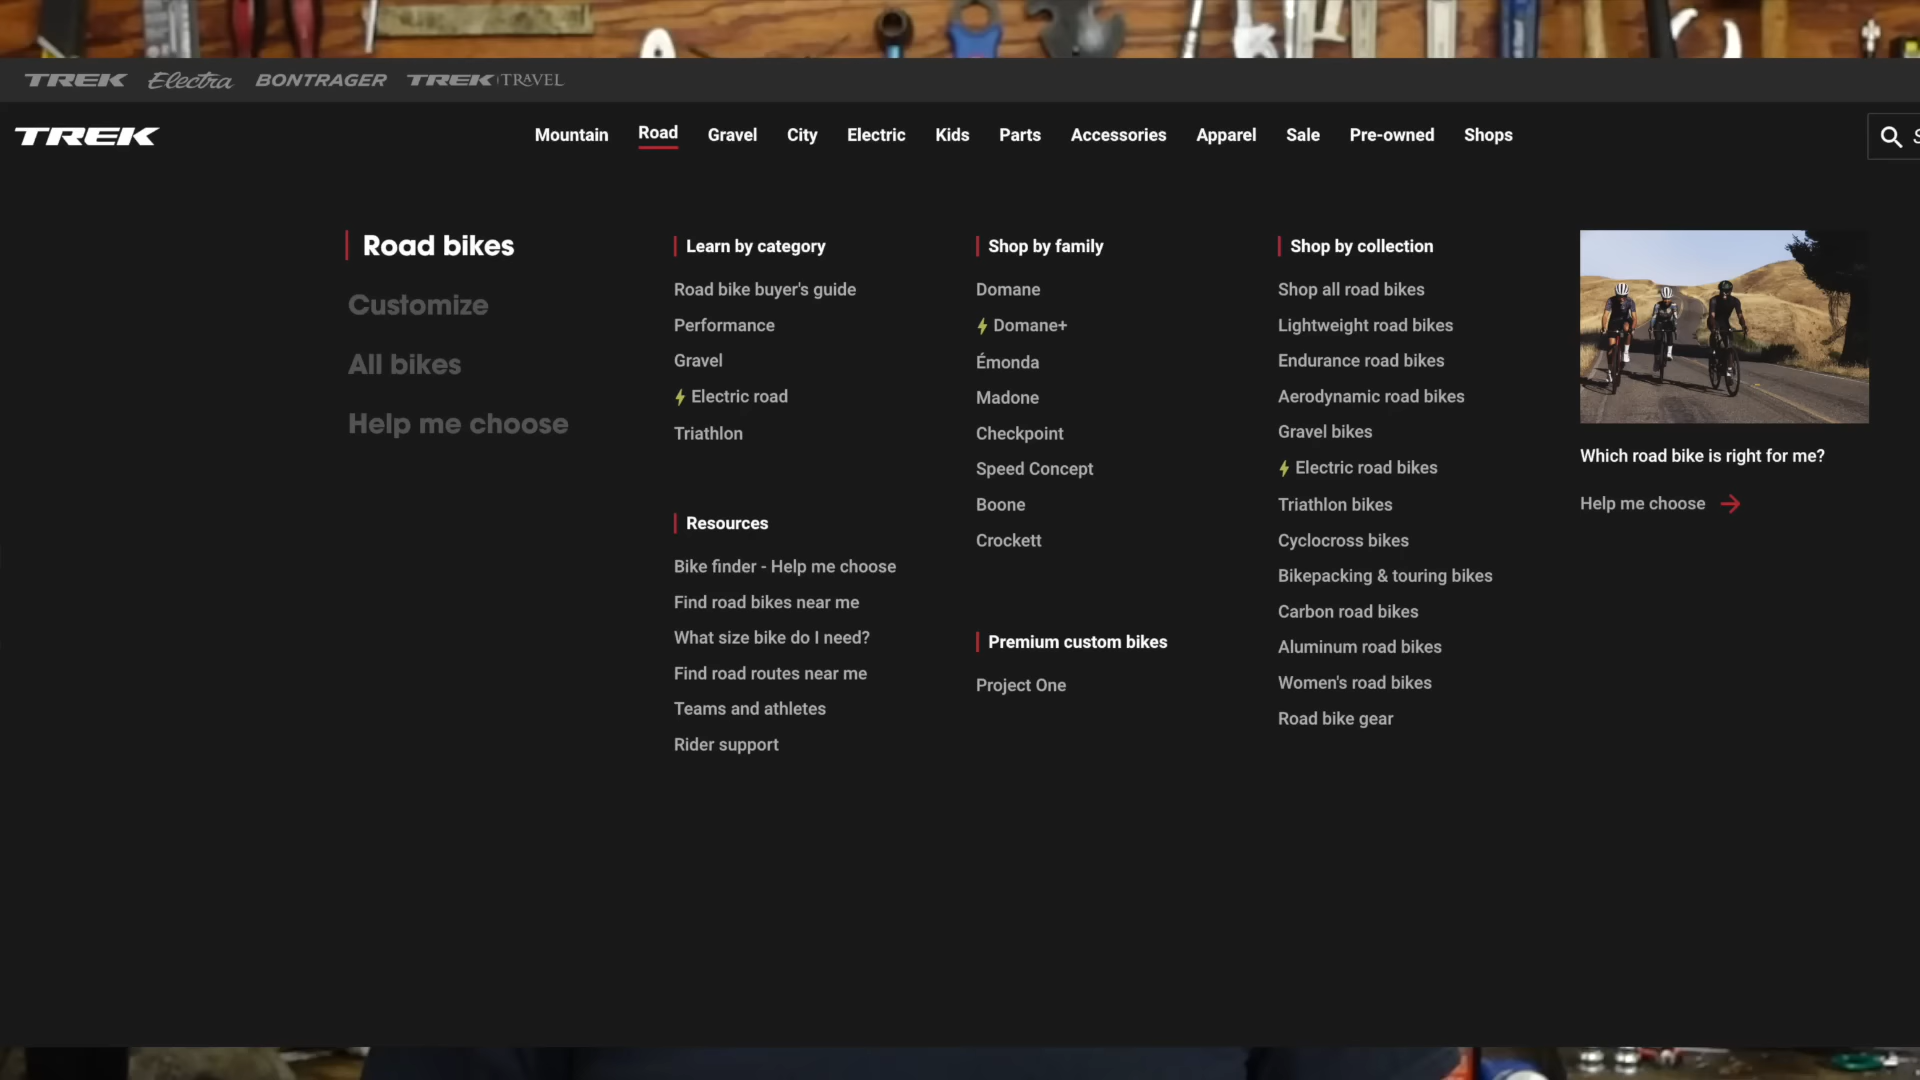 TREK Electra BONTRAGER TREK TRAVEL
TREK
Mountain Road Gravel City Electric Kids Parts Accessories Apparel Sale Pre-owned Shops
Road bikes
Customize
All bikes
Help me choose
Learn by category
Road bike buyer's guide
Performance
Gravel
Electric road
Triathlon
Resources
Bike finder - Help me choose
Find road bikes near me
What size bike do I need?
Find road routes near me
Teams and athletes
Rider support
Shop by family
Domane
Domane+
Émonda
Madone
Checkpoint
Speed Concept
Boone
Crockett
Premium custom bikes
Project One
Shop by collection
Shop all road bikes
Lightweight road bikes
Endurance road bikes
Aerodynamic road bikes
Gravel bikes
Electric road bikes
Triathlon bikes
Cyclocross bikes
Bikepacking & touring bikes
Carbon road bikes
Aluminum road bikes
Women's road bikes
Road bike gear
Which road bike is right for me?
Help me choose